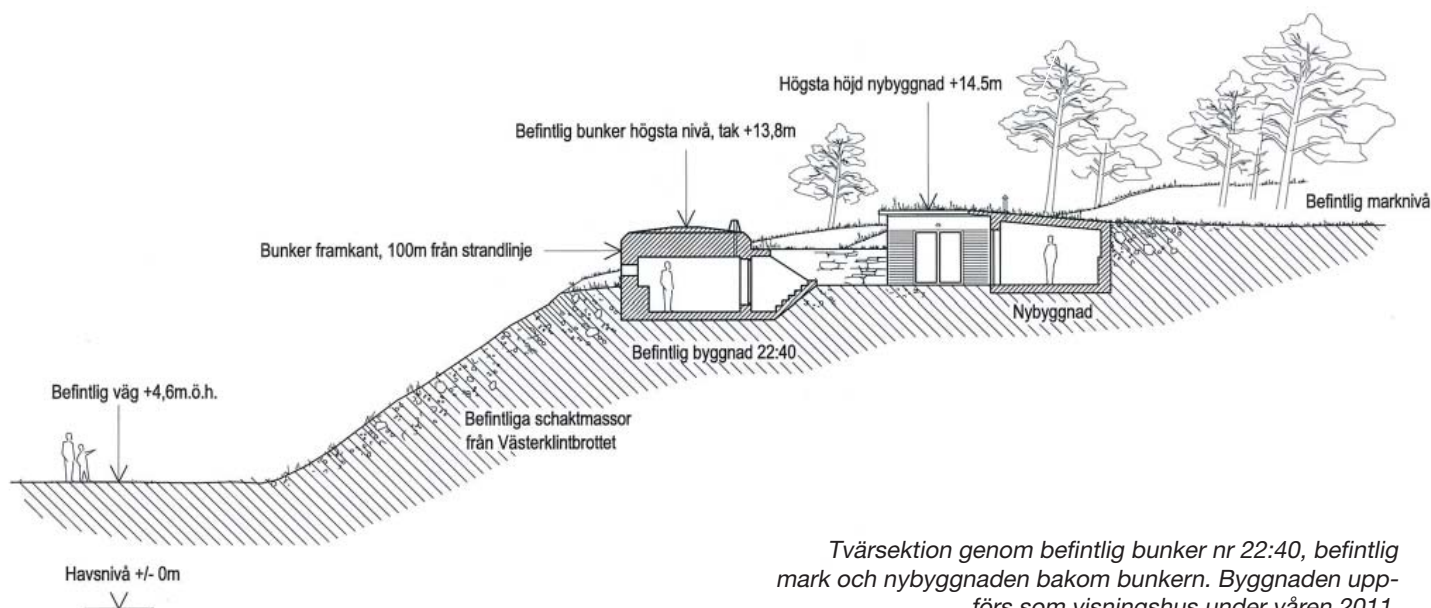 Högsta höjd nybyggnad +14.5m
Befintlig bunker högsta nivå, tak +13,8m
Befintlig marknivå
Bunker framkant, 100m från strandlinje
Nybyggnad
Befintlig byggnad 22:40
Befintlig väg +4,6m.ö.h.
Befintliga schaktmassor
från Västerklintbrottet
Havsnivå +/- 0m
Tvärsektion genom befintlig bunker nr 22:40, befintlig
mark och nybyggnaden bakom bunkern. Byggnaden upp-
förs som visningshus under våren 2011.